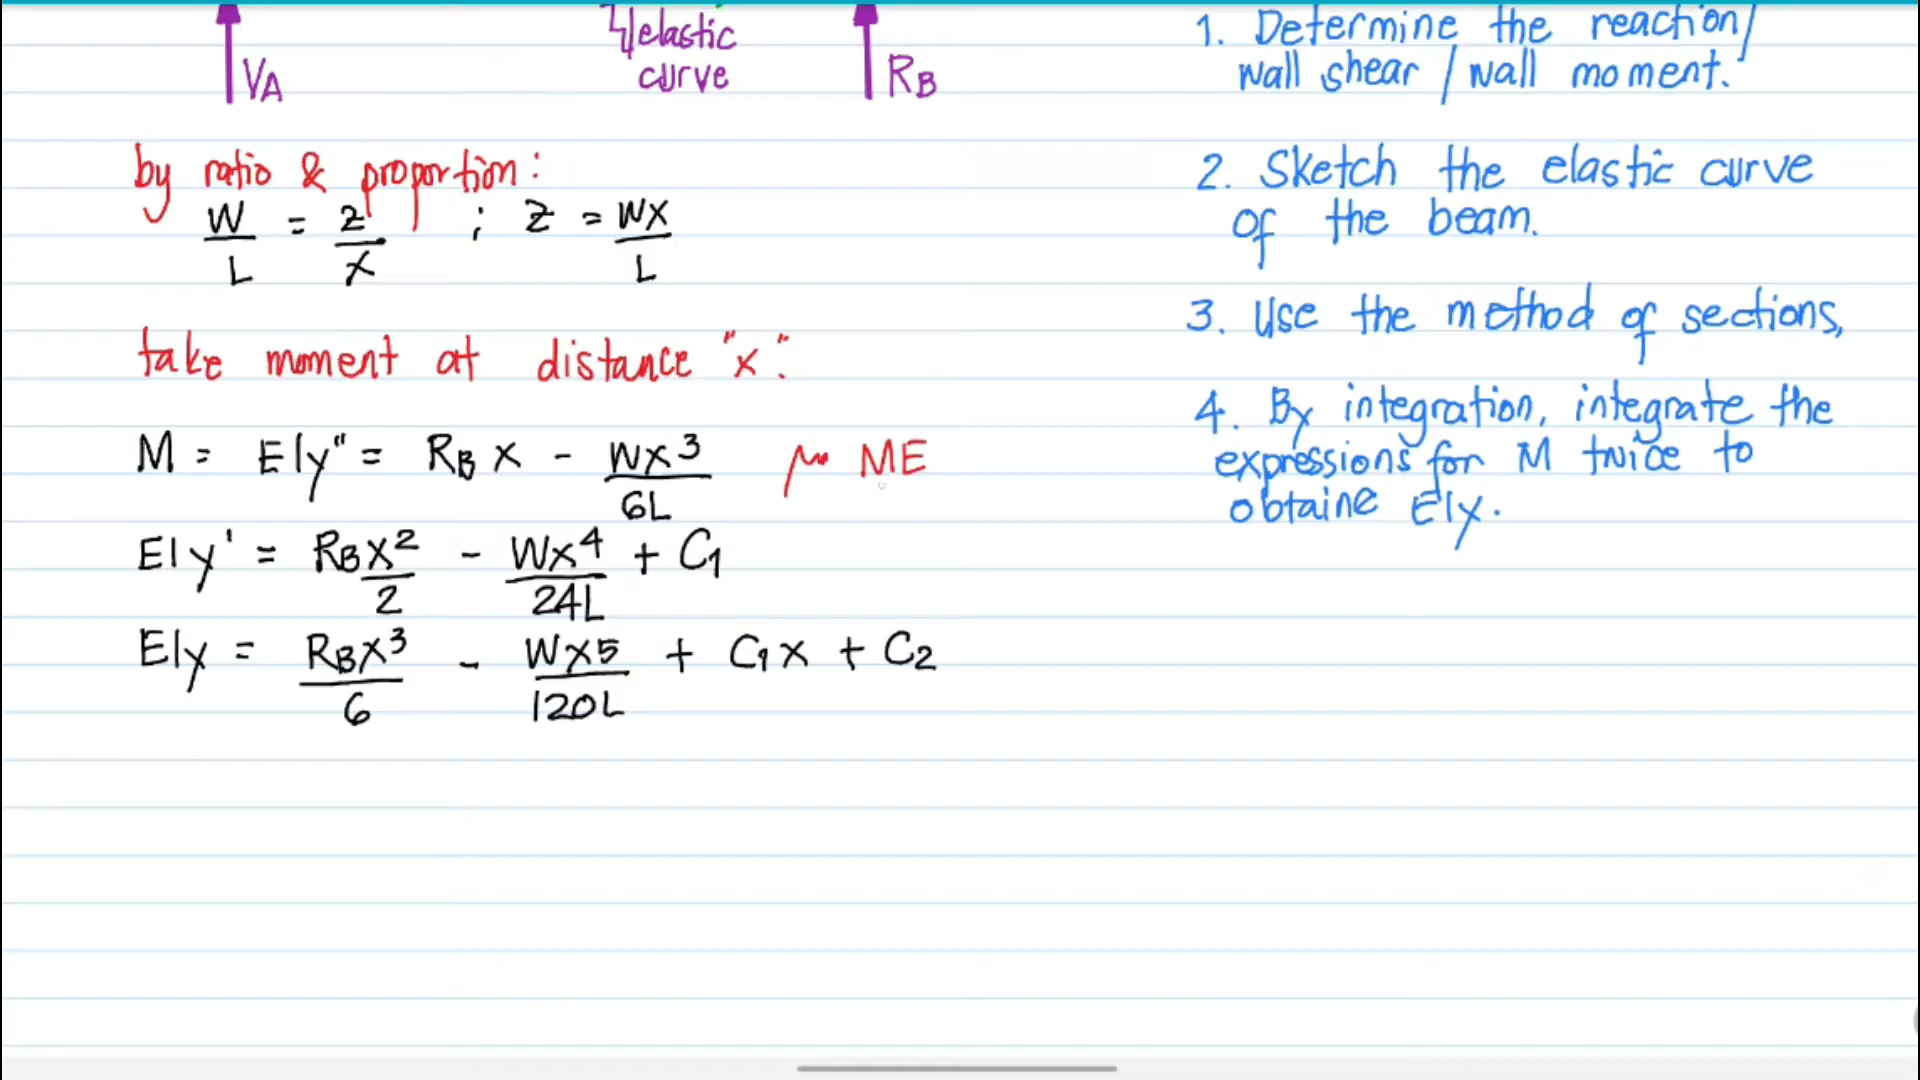 VA
elastic
curve
RB
by ratio & proportion:
W/L = z/x ; z = wx/L
take moment at distance "x":
M = EIy" = RB x - wx³/6L ME
EIy' = RBx²/2 - wx⁴/24L + C1
EIy = RBx³/6 - wx5/120L + C1x + C2
1. Determine the reaction/
wall shear / wall moment.
2. Sketch the elastic curve
of the beam.
3. Use the method of sections,
4. By integration, integrate the
expressions for M twice to
obtaine EIy.